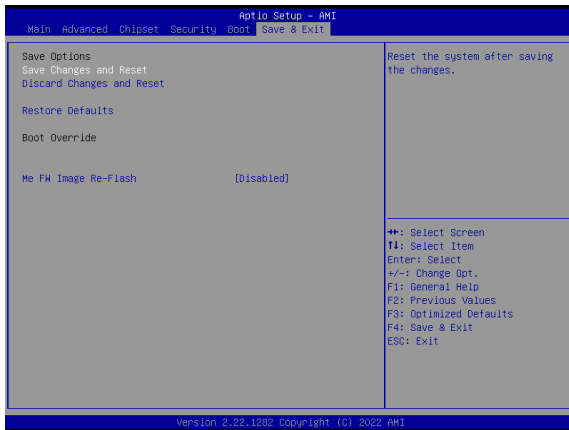 Aptio Setup - AMI
Main Advanced Chipset Security Boot Save & Exit
Save Options
Save Changes and Reset
Discard Changes and Reset
Restore Defaults
Boot Override
Me FW Image Re-Flash [Disabled]
Reset the system after saving
the changes.
→←: Select Screen
↑↓: Select Item
Enter: Select
+/-: Change Opt.
F1: General Help
F2: Previous Values
F3: Optimized Defaults
F4: Save & Exit
ESC: Exit
Version 2.22.1282 Copyright (C) 2022 AMI